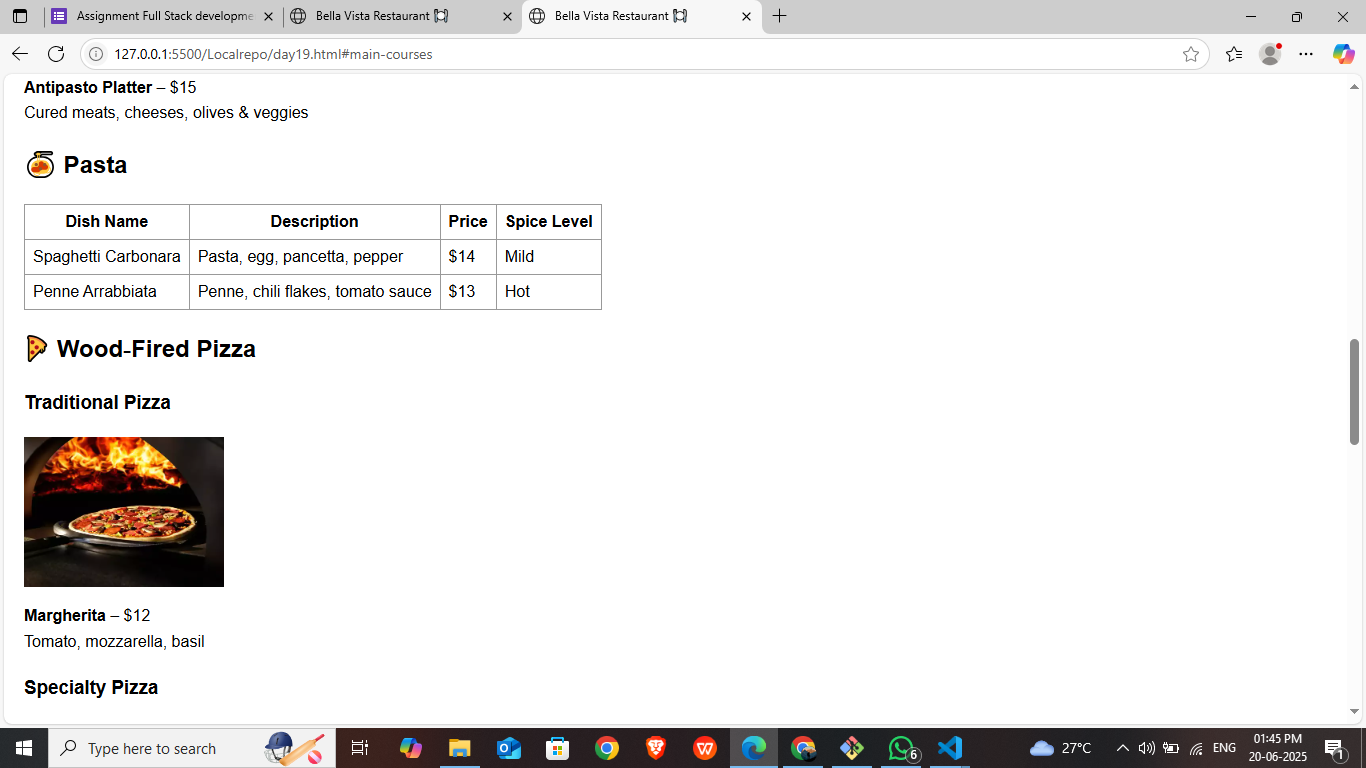 Assignment Full Stack developme
Bella Vista Restaurant
Bella Vista Restaurant
127.0.0.1:5500/Localrepo/day19.html#main-courses
Antipasto Platter – $15
Cured meats, cheeses, olives & veggies
Pasta
Dish Name Description Price Spice Level
Spaghetti Carbonara Pasta, egg, pancetta, pepper $14 Mild
Penne Arrabbiata Penne, chili flakes, tomato sauce $13 Hot
Wood-Fired Pizza
Traditional Pizza
Margherita – $12
Tomato, mozzarella, basil
Specialty Pizza
Type here to search
6
27°C
ENG
01:45 PM
20-06-2025
1